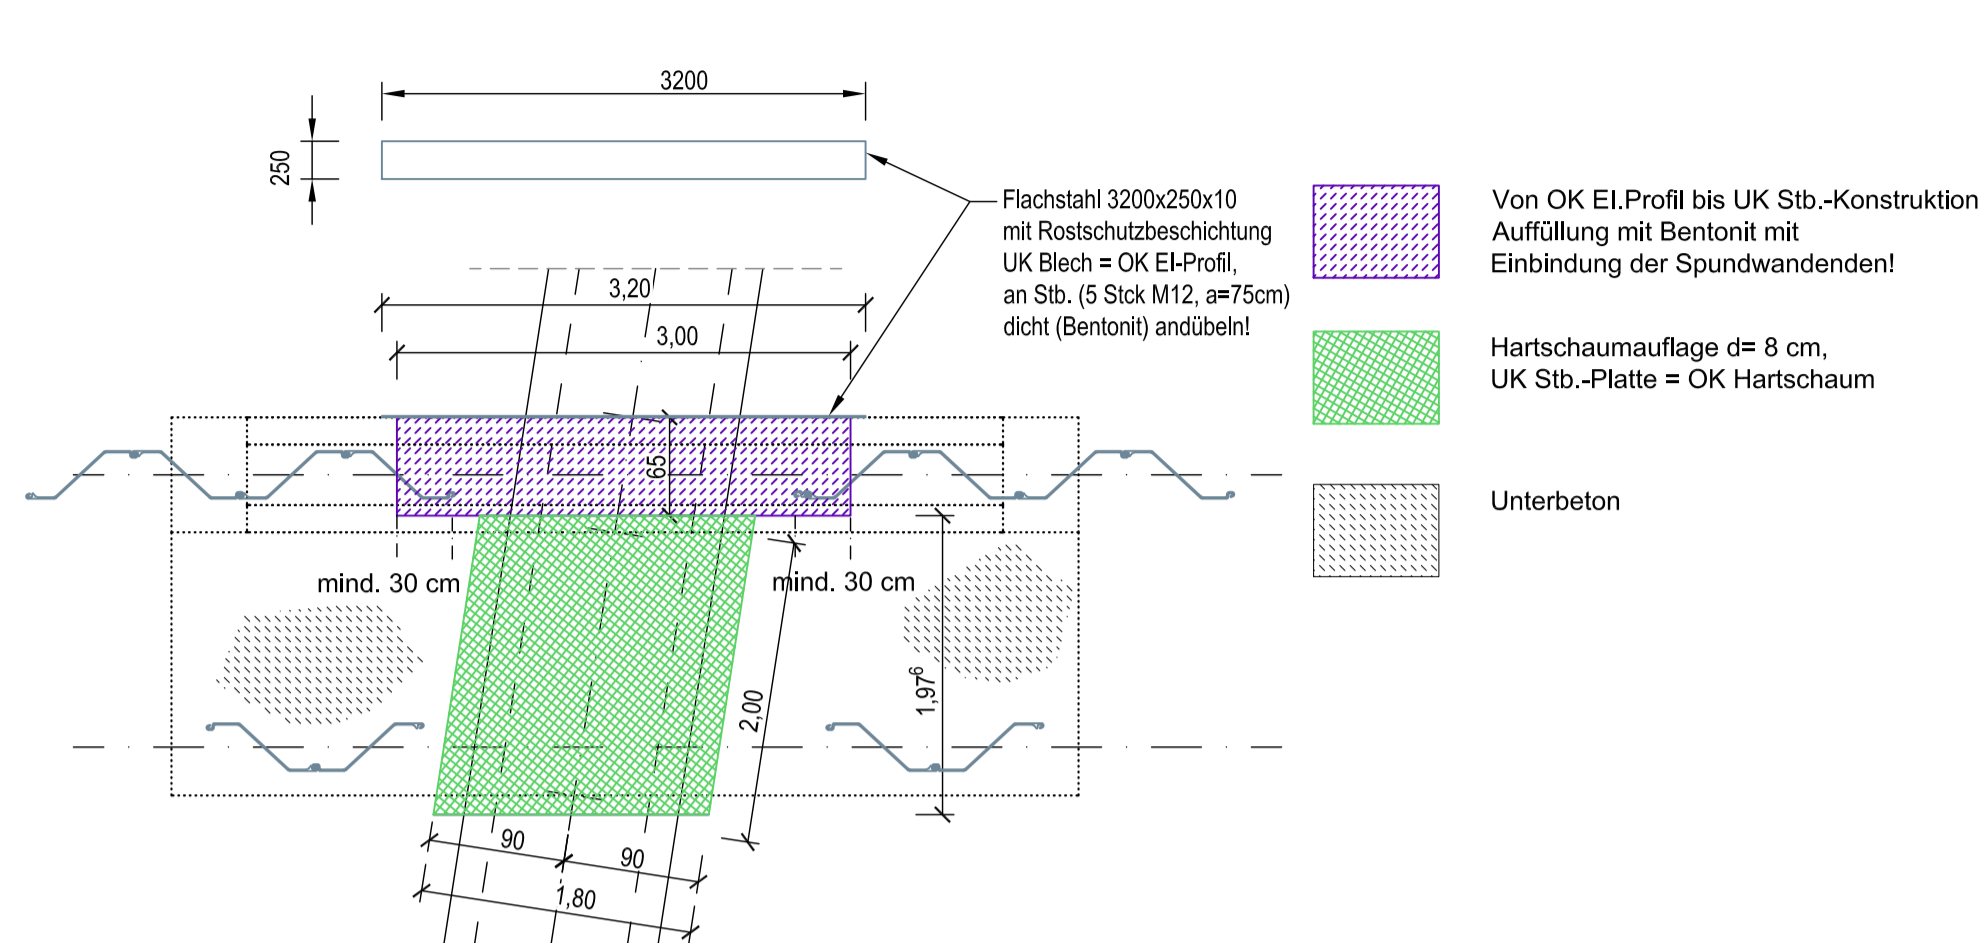 3200
250
Flachstahl 3200x250x10
mit Rostschutzbeschichtung
UK Blech = OK EI-Profil,
an Stb. (5 Stck M12, a=75cm)
dicht (Bentonit) andübeln!
Von OK EI.Profil bis UK Stb.-Konstruktion
Auffüllung mit Bentonit mit
Einbindung der Spundwandenden!
Hartschaumauflage d= 8 cm,
UK Stb.-Platte = OK Hartschaum
Unterbeton
3,20
3,00
65
mind. 30 cm
mind. 30 cm
2,00
1,97⁶
90
90
1,80